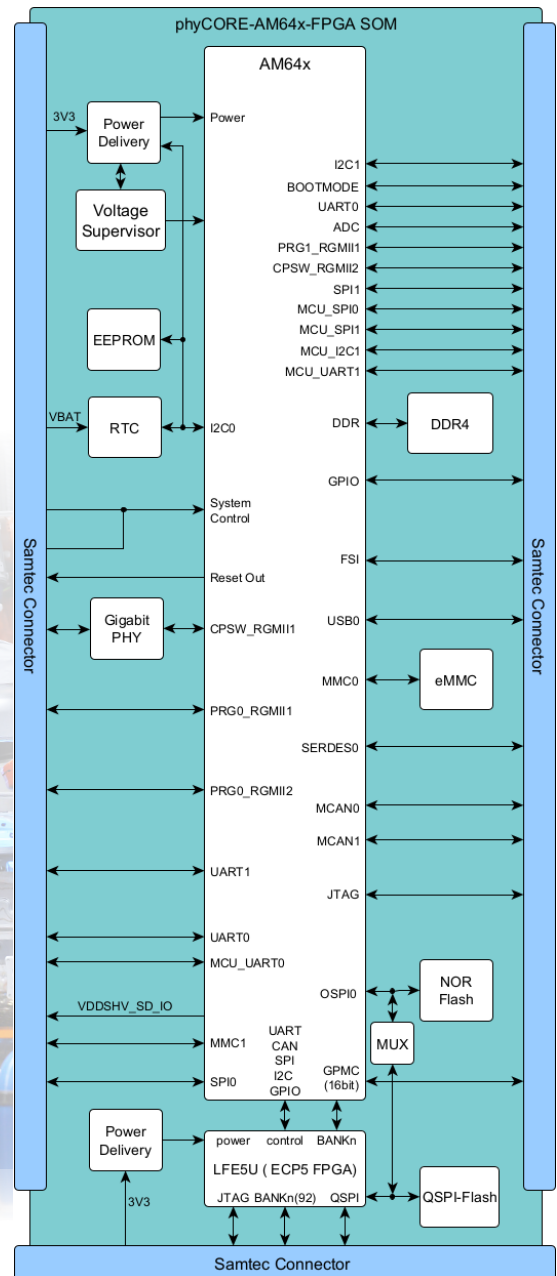 phyCORE-AM64x-FPGA SOM
AM64x
3V3
Power
Delivery
Power
Voltage
Supervisor
EEPROM
VBAT
RTC
I2C0
System
Control
Reset Out
Gigabit
PHY
CPSW_RGMII1
PRG0_RGMII1
PRG0_RGMII2
UART1
UART0
MCU_UART0
VDDSHV_SD_IO
MMC1
SPI0
Samtec Connector
I2C1
BOOTMODE
UART0
ADC
PRG1_RGMII1
CPSW_RGMII2
SPI1
MCU_SPI0
MCU_SPI1
MCU_I2C1
MCU_UART1
DDR
DDR4
GPIO
FSI
USB0
MMC0
eMMC
SERDES0
MCAN0
MCAN1
JTAG
OSPI0
NOR
Flash
MUX
GPMC
(16bit)
Samtec Connector
UART
CAN
SPI
I2C
GPIO
Power
Delivery
3V3
power control BANKn
LFE5U ( ECP5 FPGA)
JTAG BANKn(92) QSPI
QSPI-Flash
Samtec Connector